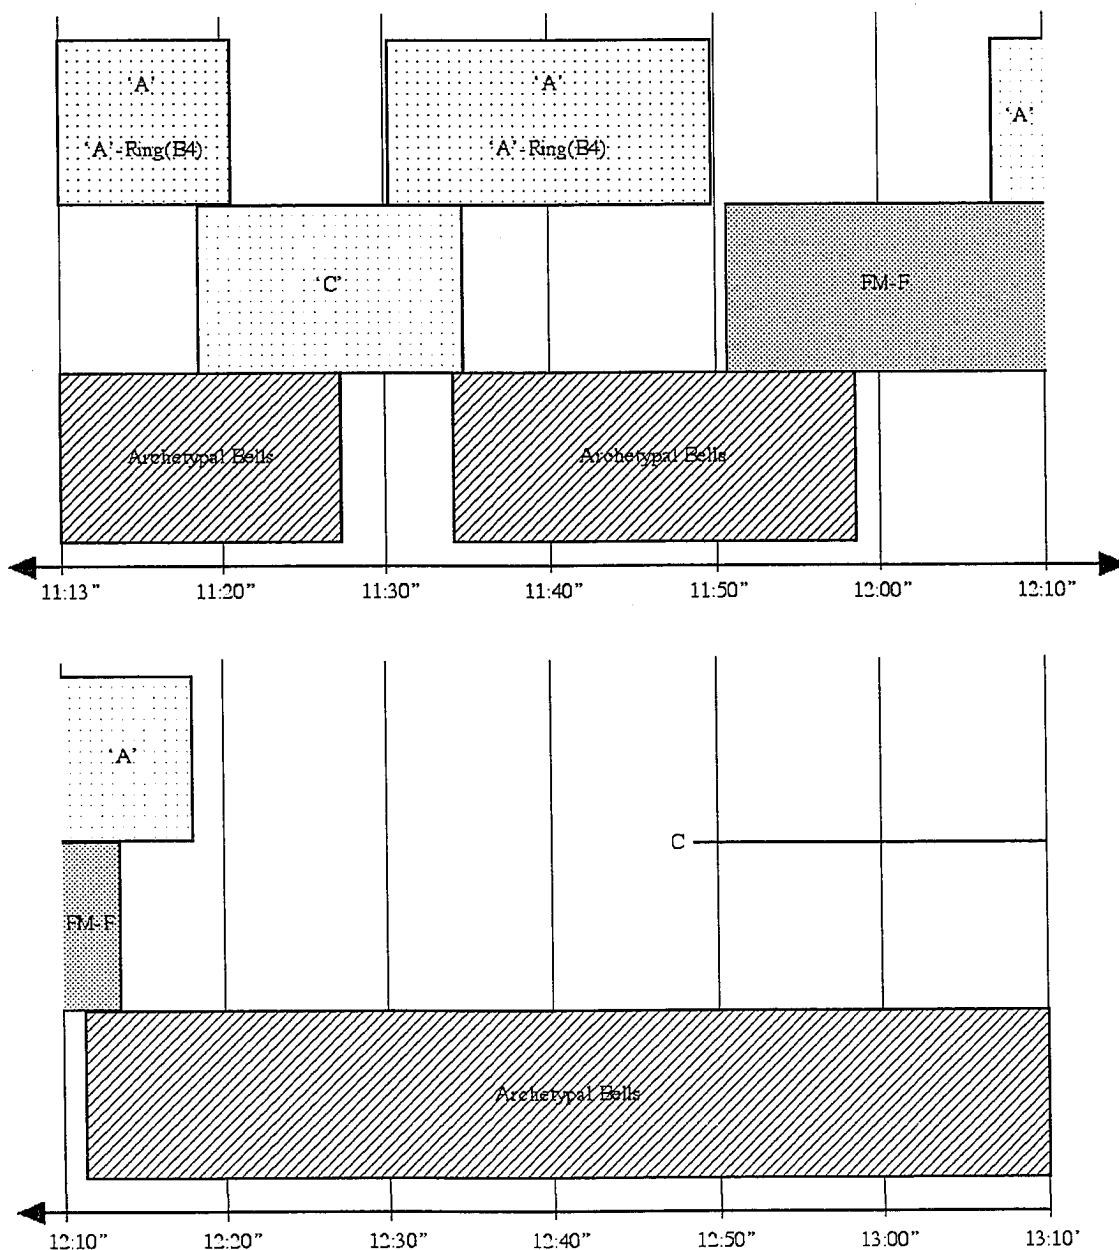 ‘A’
‘A’
‘A’
‘A’-Ring(B4)
‘A’-Ring(B4)
‘C’
FM-F
Archetypal Bells
Archetypal Bells
11:13” 11:20” 11:30” 11:40” 11:50” 12:00” 12:10”
‘A’
C
FM-F
Archetypal Bells
12:10” 12:20” 12:30” 12:40” 12:50” 13:00” 13:10’